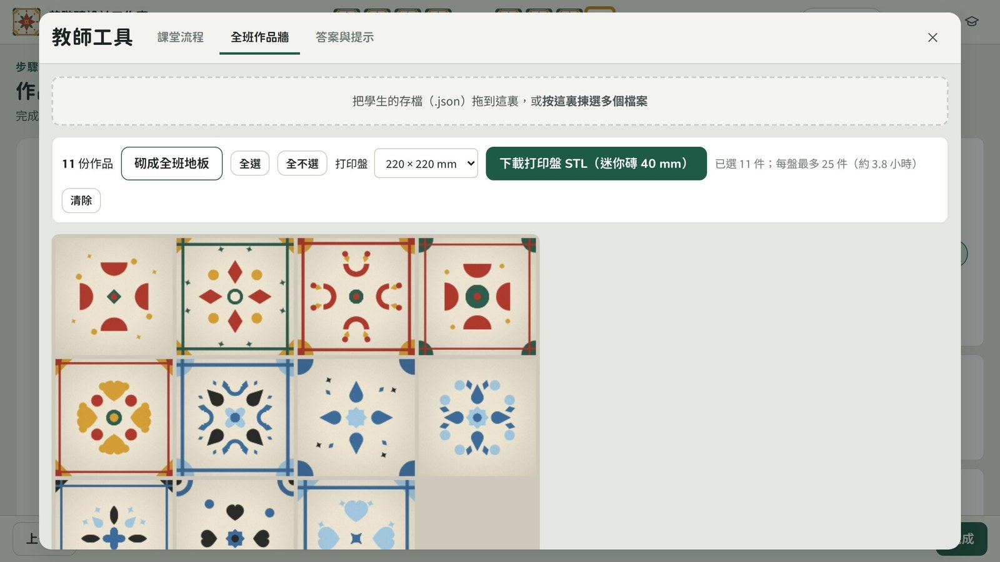 教師工具
課堂流程
全班作品牆
答案與提示
步驟
作
完成
把學生的存檔（.json）拖到這裏，或按這裏揀選多個檔案
11 份作品
砌成全班地板
全選
全不選
打印盤
220 × 220 mm
下載打印盤 STL（迷你磚 40 mm）
已選 11 件；每盤最多 25 件（約 3.8 小時）
清除
上
成